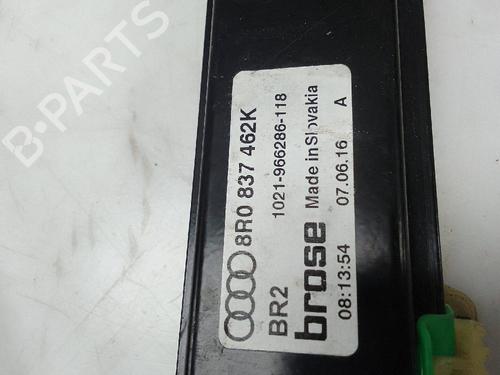 B-PARTS
8R0 837 462K
1021-966286-118
BR2
brose Made in Slovakia
08:13:54 07.06.16 A